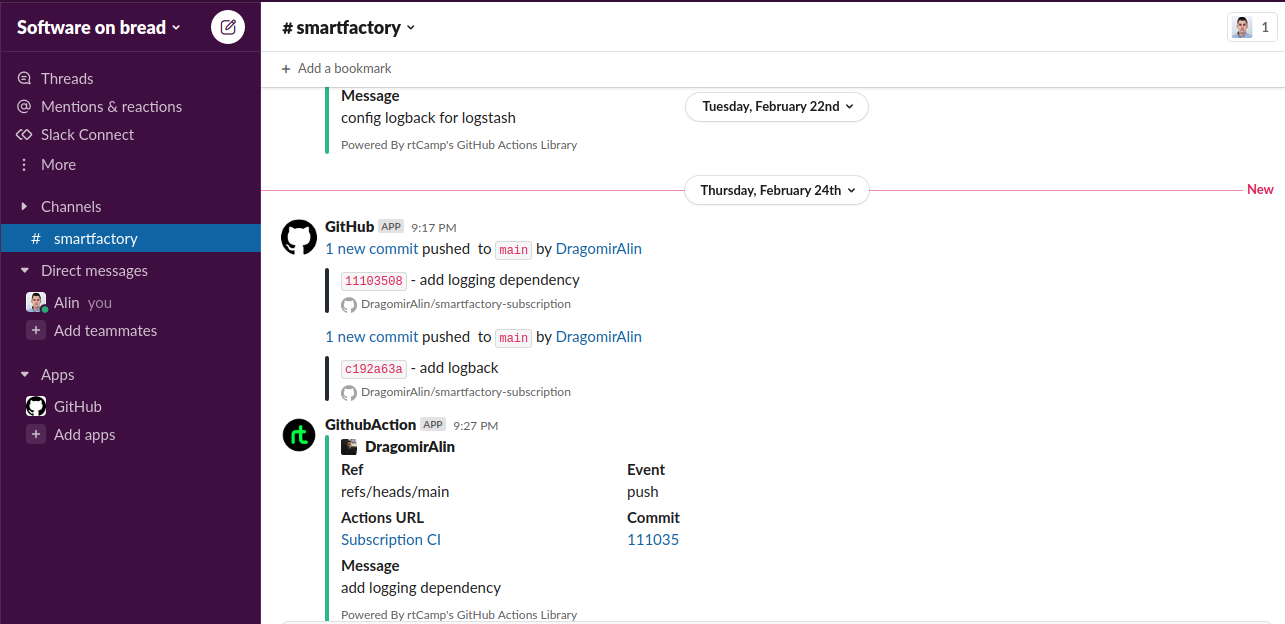 Software on bread
Threads
Mentions & reactions
Slack Connect
More
Channels
# smartfactory
Direct messages
Alin you
+ Add teammates
Apps
GitHub
+ Add apps
# smartfactory
1
+ Add a bookmark
Message
config logback for logstash
Powered By rtCamp's GitHub Actions Library
Tuesday, February 22nd
Thursday, February 24th
New
GitHub APP 9:17 PM
1 new commit pushed to main by DragomirAlin
11103508 - add logging dependency
DragomirAlin/smartfactory-subscription
1 new commit pushed to main by DragomirAlin
c192a63a - add logback
DragomirAlin/smartfactory-subscription
rt
GithubAction APP 9:27 PM
DragomirAlin
Ref Event
refs/heads/main push
Actions URL Commit
Subscription CI 111035
Message
add logging dependency
Powered By rtCamp's GitHub Actions Library